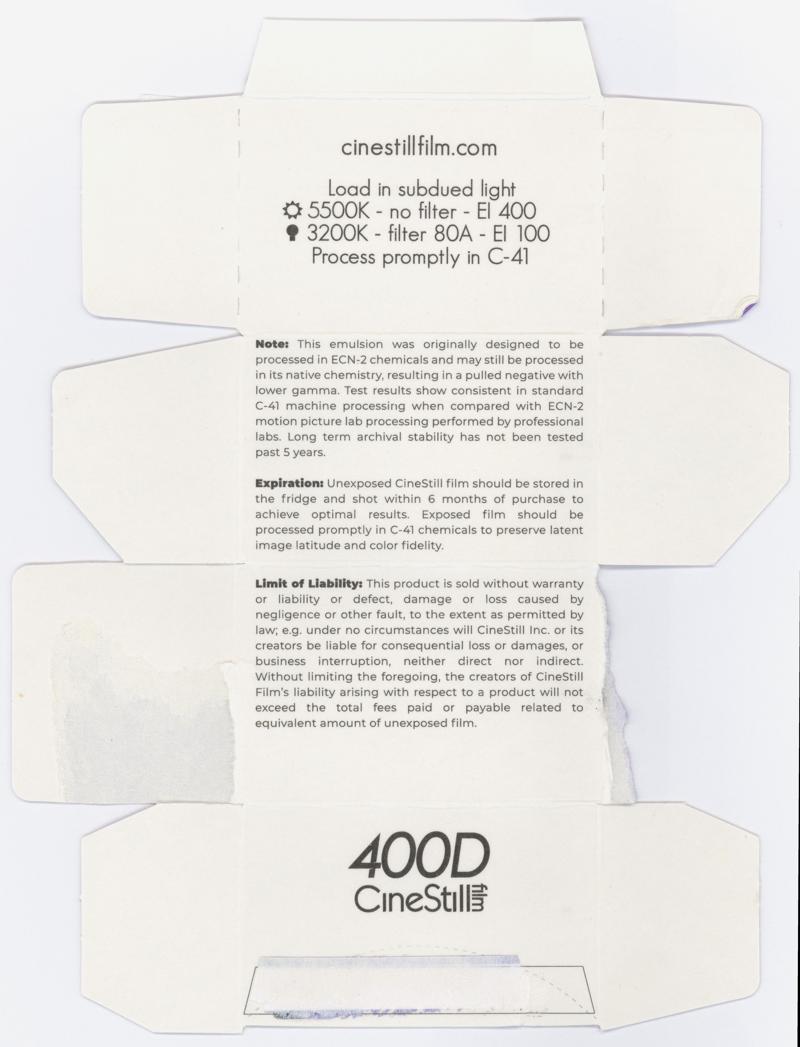 cinestillfilm.com
Load in subdued light
5500K - no filter - EI 400
3200K - filter 80A - EI 100
Process promptly in C-41
Note: This emulsion was originally designed to be
processed in ECN-2 chemicals and may still be processed
in its native chemistry, resulting in a pulled negative with
lower gamma. Test results show consistent in standard
C-41 machine processing when compared with ECN-2
motion picture lab processing performed by professional
labs. Long term archival stability has not been tested
past 5 years.
Expiration: Unexposed CineStill film should be stored in
the fridge and shot within 6 months of purchase to
achieve optimal results. Exposed film should be
processed promptly in C-41 chemicals to preserve latent
image latitude and color fidelity.
Limit of Liability: This product is sold without warranty
or liability or defect, damage or loss caused by
negligence or other fault, to the extent as permitted by
law; e.g. under no circumstances will CineStill Inc. or its
creators be liable for consequential loss or damages, or
business interruption, neither direct nor indirect.
Without limiting the foregoing, the creators of CineStill
Film's liability arising with respect to a product will not
exceed the total fees paid or payable related to
equivalent amount of unexposed film.
400D
CineStill film